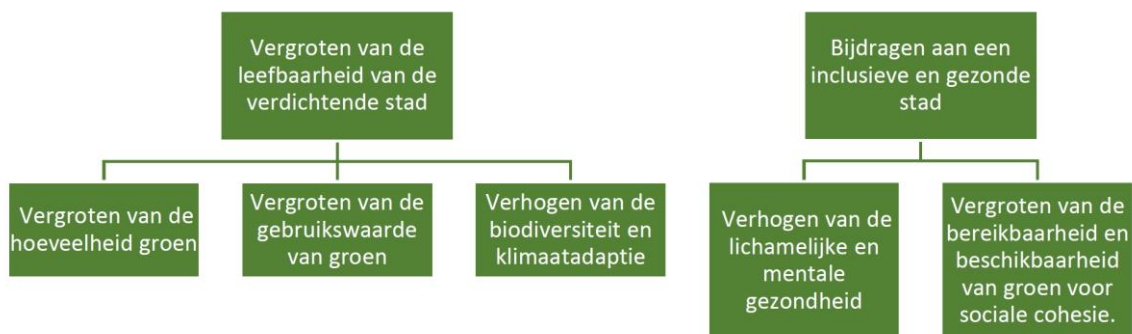 Vergroten van de
leefbaarheid van de
verdichtende stad
Bijdragen aan een
inclusieve en gezonde
stad
Vergroten van de
hoeveelheid groen
Vergroten van de
gebruikswaarde
van groen
Verhogen van de
biodiversiteit en
klimaatadaptie
Verhogen van de
lichamelijke en
mentale
gezondheid
Vergroten van de
bereikbaarheid en
beschikbaarheid
van groen voor
sociale cohesie.